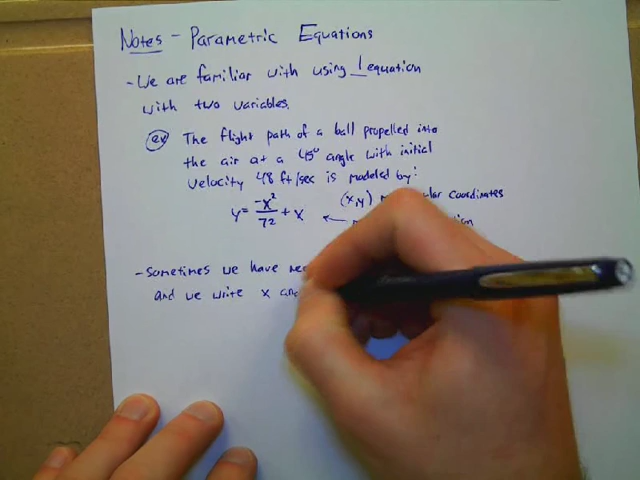 Notes - Parametric Equations
- We are familiar with using 1 equation
with two variables.
ex The flight path of a ball propelled into
the air at a 45° angle with initial
velocity 48 ft/sec is modeled by:
y = -x²/72 + x (x,y) coordinates
- Sometimes we have
and we write x